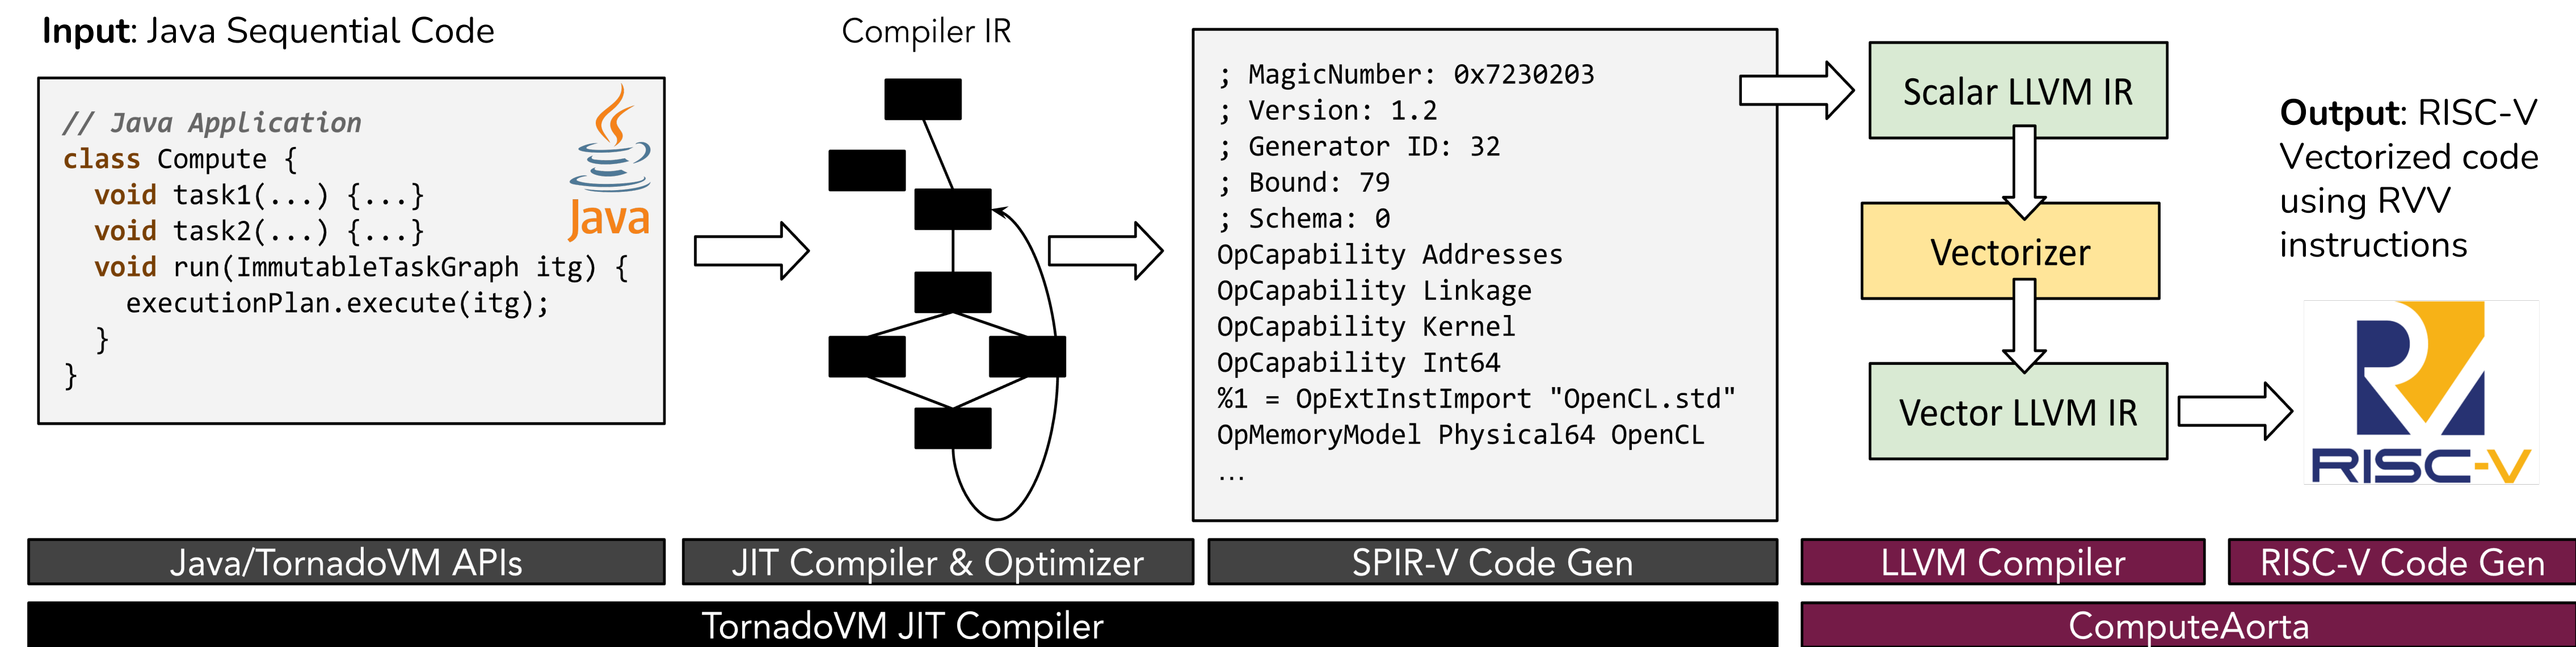 Input: Java Sequential Code
// Java Application
class Compute {
  void task1(...) {...}
  void task2(...) {...}
  void run(ImmutableTaskGraph itg) {
    executionPlan.execute(itg);
  }
}
Java
Compiler IR
; MagicNumber: 0x7230203
; Version: 1.2
; Generator ID: 32
; Bound: 79
; Schema: 0
OpCapability Addresses
OpCapability Linkage
OpCapability Kernel
OpCapability Int64
%1 = OpExtInstImport "OpenCL.std"
OpMemoryModel Physical64 OpenCL
...
Scalar LLVM IR
Vectorizer
Vector LLVM IR
Output: RISC-V
Vectorized code
using RVV
instructions
RISC-V
Java/TornadoVM APIs
JIT Compiler & Optimizer
SPIR-V Code Gen
LLVM Compiler
RISC-V Code Gen
TornadoVM JIT Compiler
ComputeAorta